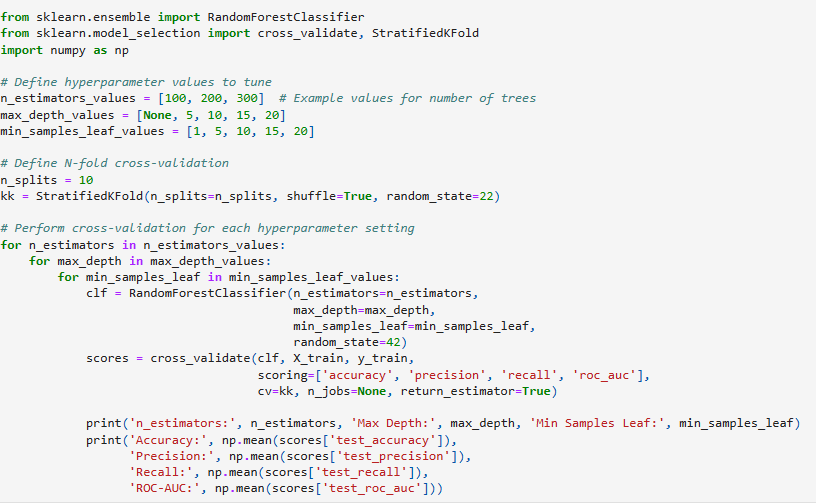 from sklearn.ensemble import RandomForestClassifier
from sklearn.model_selection import cross_validate, StratifiedKFold
import numpy as np
# Define hyperparameter values to tune
n_estimators_values = [100, 200, 300]  # Example values for number of trees
max_depth_values = [None, 5, 10, 15, 20]
min_samples_leaf_values = [1, 5, 10, 15, 20]
# Define N-fold cross-validation
n_splits = 10
kk = StratifiedKFold(n_splits=n_splits, shuffle=True, random_state=22)
# Perform cross-validation for each hyperparameter setting
for n_estimators in n_estimators_values:
    for max_depth in max_depth_values:
        for min_samples_leaf in min_samples_leaf_values:
            clf = RandomForestClassifier(n_estimators=n_estimators,
                                         max_depth=max_depth,
                                         min_samples_leaf=min_samples_leaf,
                                         random_state=42)
            scores = cross_validate(clf, X_train, y_train,
                                    scoring=['accuracy', 'precision', 'recall', 'roc_auc'],
                                    cv=kk, n_jobs=None, return_estimator=True)
            print('n_estimators:', n_estimators, 'Max Depth:', max_depth, 'Min Samples Leaf:', min_samples_leaf)
            print('Accuracy:', np.mean(scores['test_accuracy']),
                  'Precision:', np.mean(scores['test_precision']),
                  'Recall:', np.mean(scores['test_recall']),
                  'ROC-AUC:', np.mean(scores['test_roc_auc']))